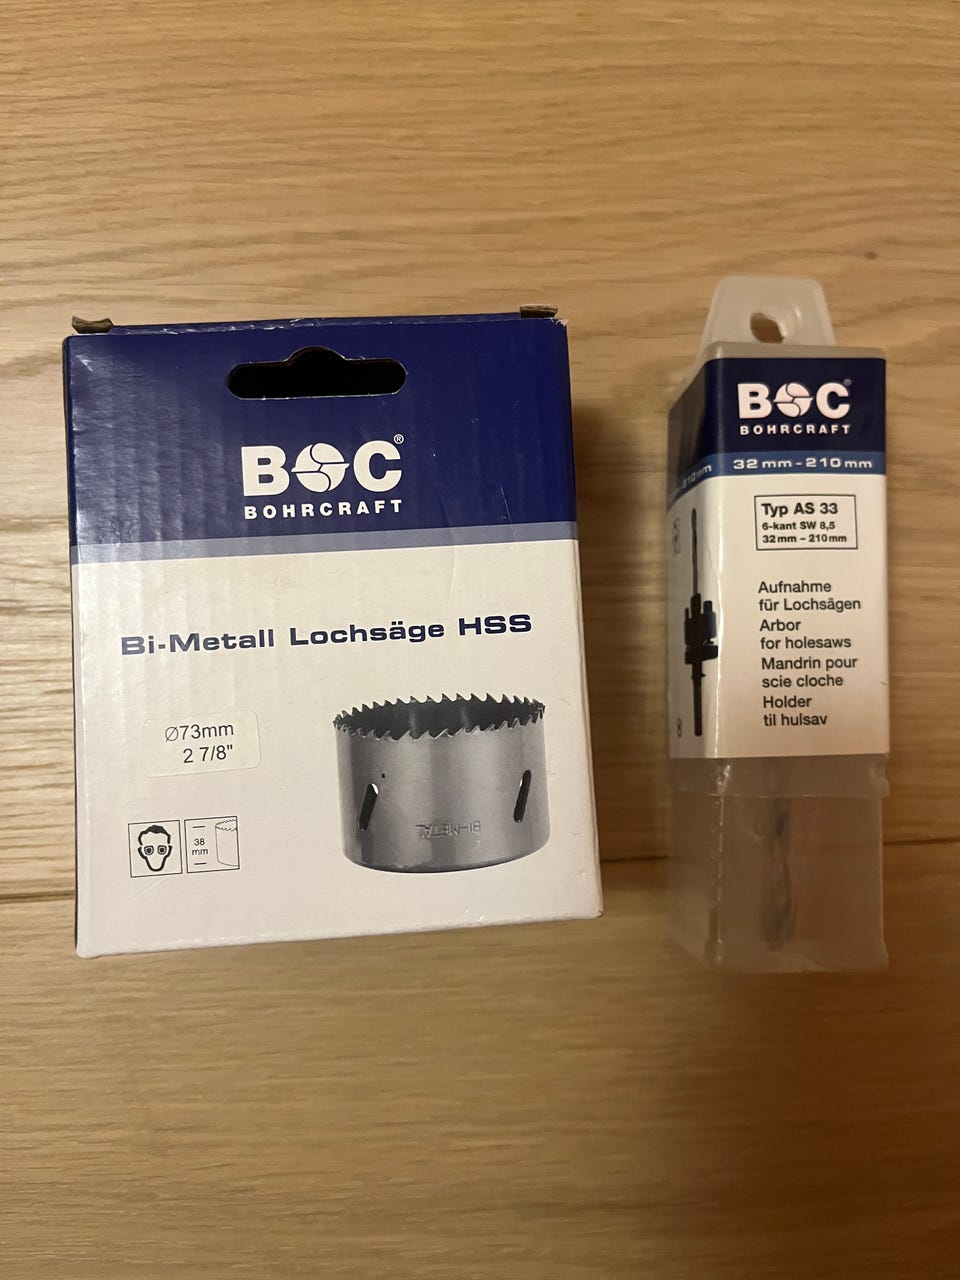 BOC®
BOHRCRAFT
Bi-Metall Lochsäge HSS
Ø73mm
2 7/8"
38
mm
BI-METAL
BOC®
BOHRCRAFT
32 mm – 210 mm
210 mm
Typ AS 33
6-kant SW 8,5
32 mm – 210 mm
Aufnahme
für Lochsägen
Arbor
for holesaws
Mandrin pour
scie cloche
Holder
til hulsav